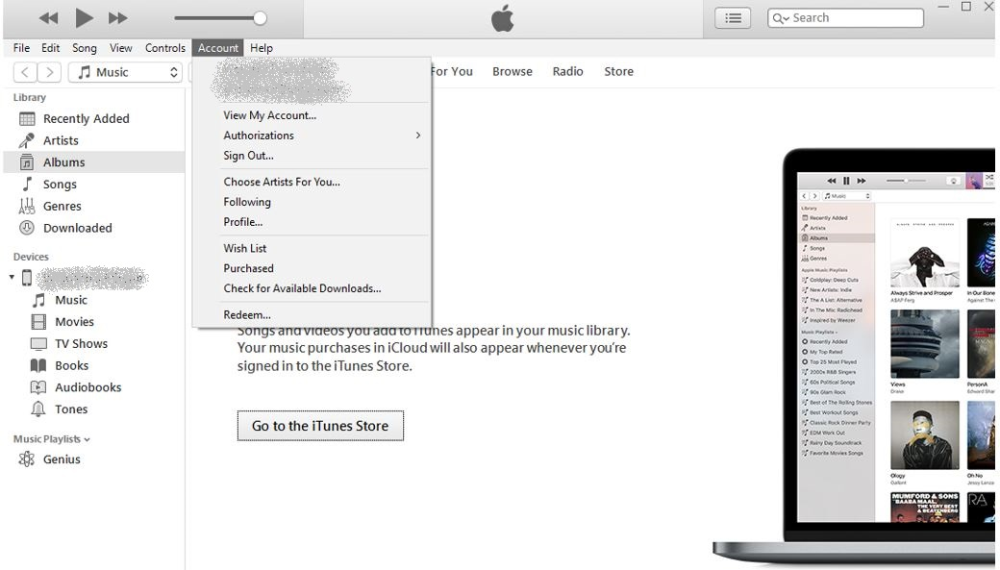 Search
File Edit Song View Controls Account Help
Music
For You Browse Radio Store
Library
Recently Added
Artists
Albums
Songs
Genres
Downloaded
Devices
Music
Movies
TV Shows
Books
Audiobooks
Tones
Music Playlists
Genius
View My Account...
Authorizations
Sign Out...
Choose Artists For You...
Following
Profile...
Wish List
Purchased
Check for Available Downloads...
Redeem...
Songs and videos you add to iTunes appear in your music library.
Your music purchases in iCloud will also appear whenever you're
signed in to the iTunes Store.
Go to the iTunes Store
Music
Library
Recently Added
Artists
Albums
Songs
Genres
Apple Music Playlists
Coldplay: Deep Cuts
New Artists: Indie
The A List: Alternative
In The Mix: Radiohead
Inspired by Weezer
Music Playlists
Recently Added
My Top Rated
Top 25 Most Played
2000s R&B Singers
60s Political Songs
90s Glam Rock
Best of The Rolling Stones
Best Workout Songs
Classic Rock Dinner Party
EDM Work Out
Rainy Day Soundtrack
Favorite Movies Songs
ALWAYS STRIVE AND PROSPER
Always Strive and Prosper
A$AP Ferg
In Our Bone
Against The C
Views
Drake
PersonA
Edward Shar
Ology
Gallant
Oh No
Jessy Lanza
MUMFORD & SONS
BAABA MAAL,
THE VERY BEST
& BEATENBERG
RA